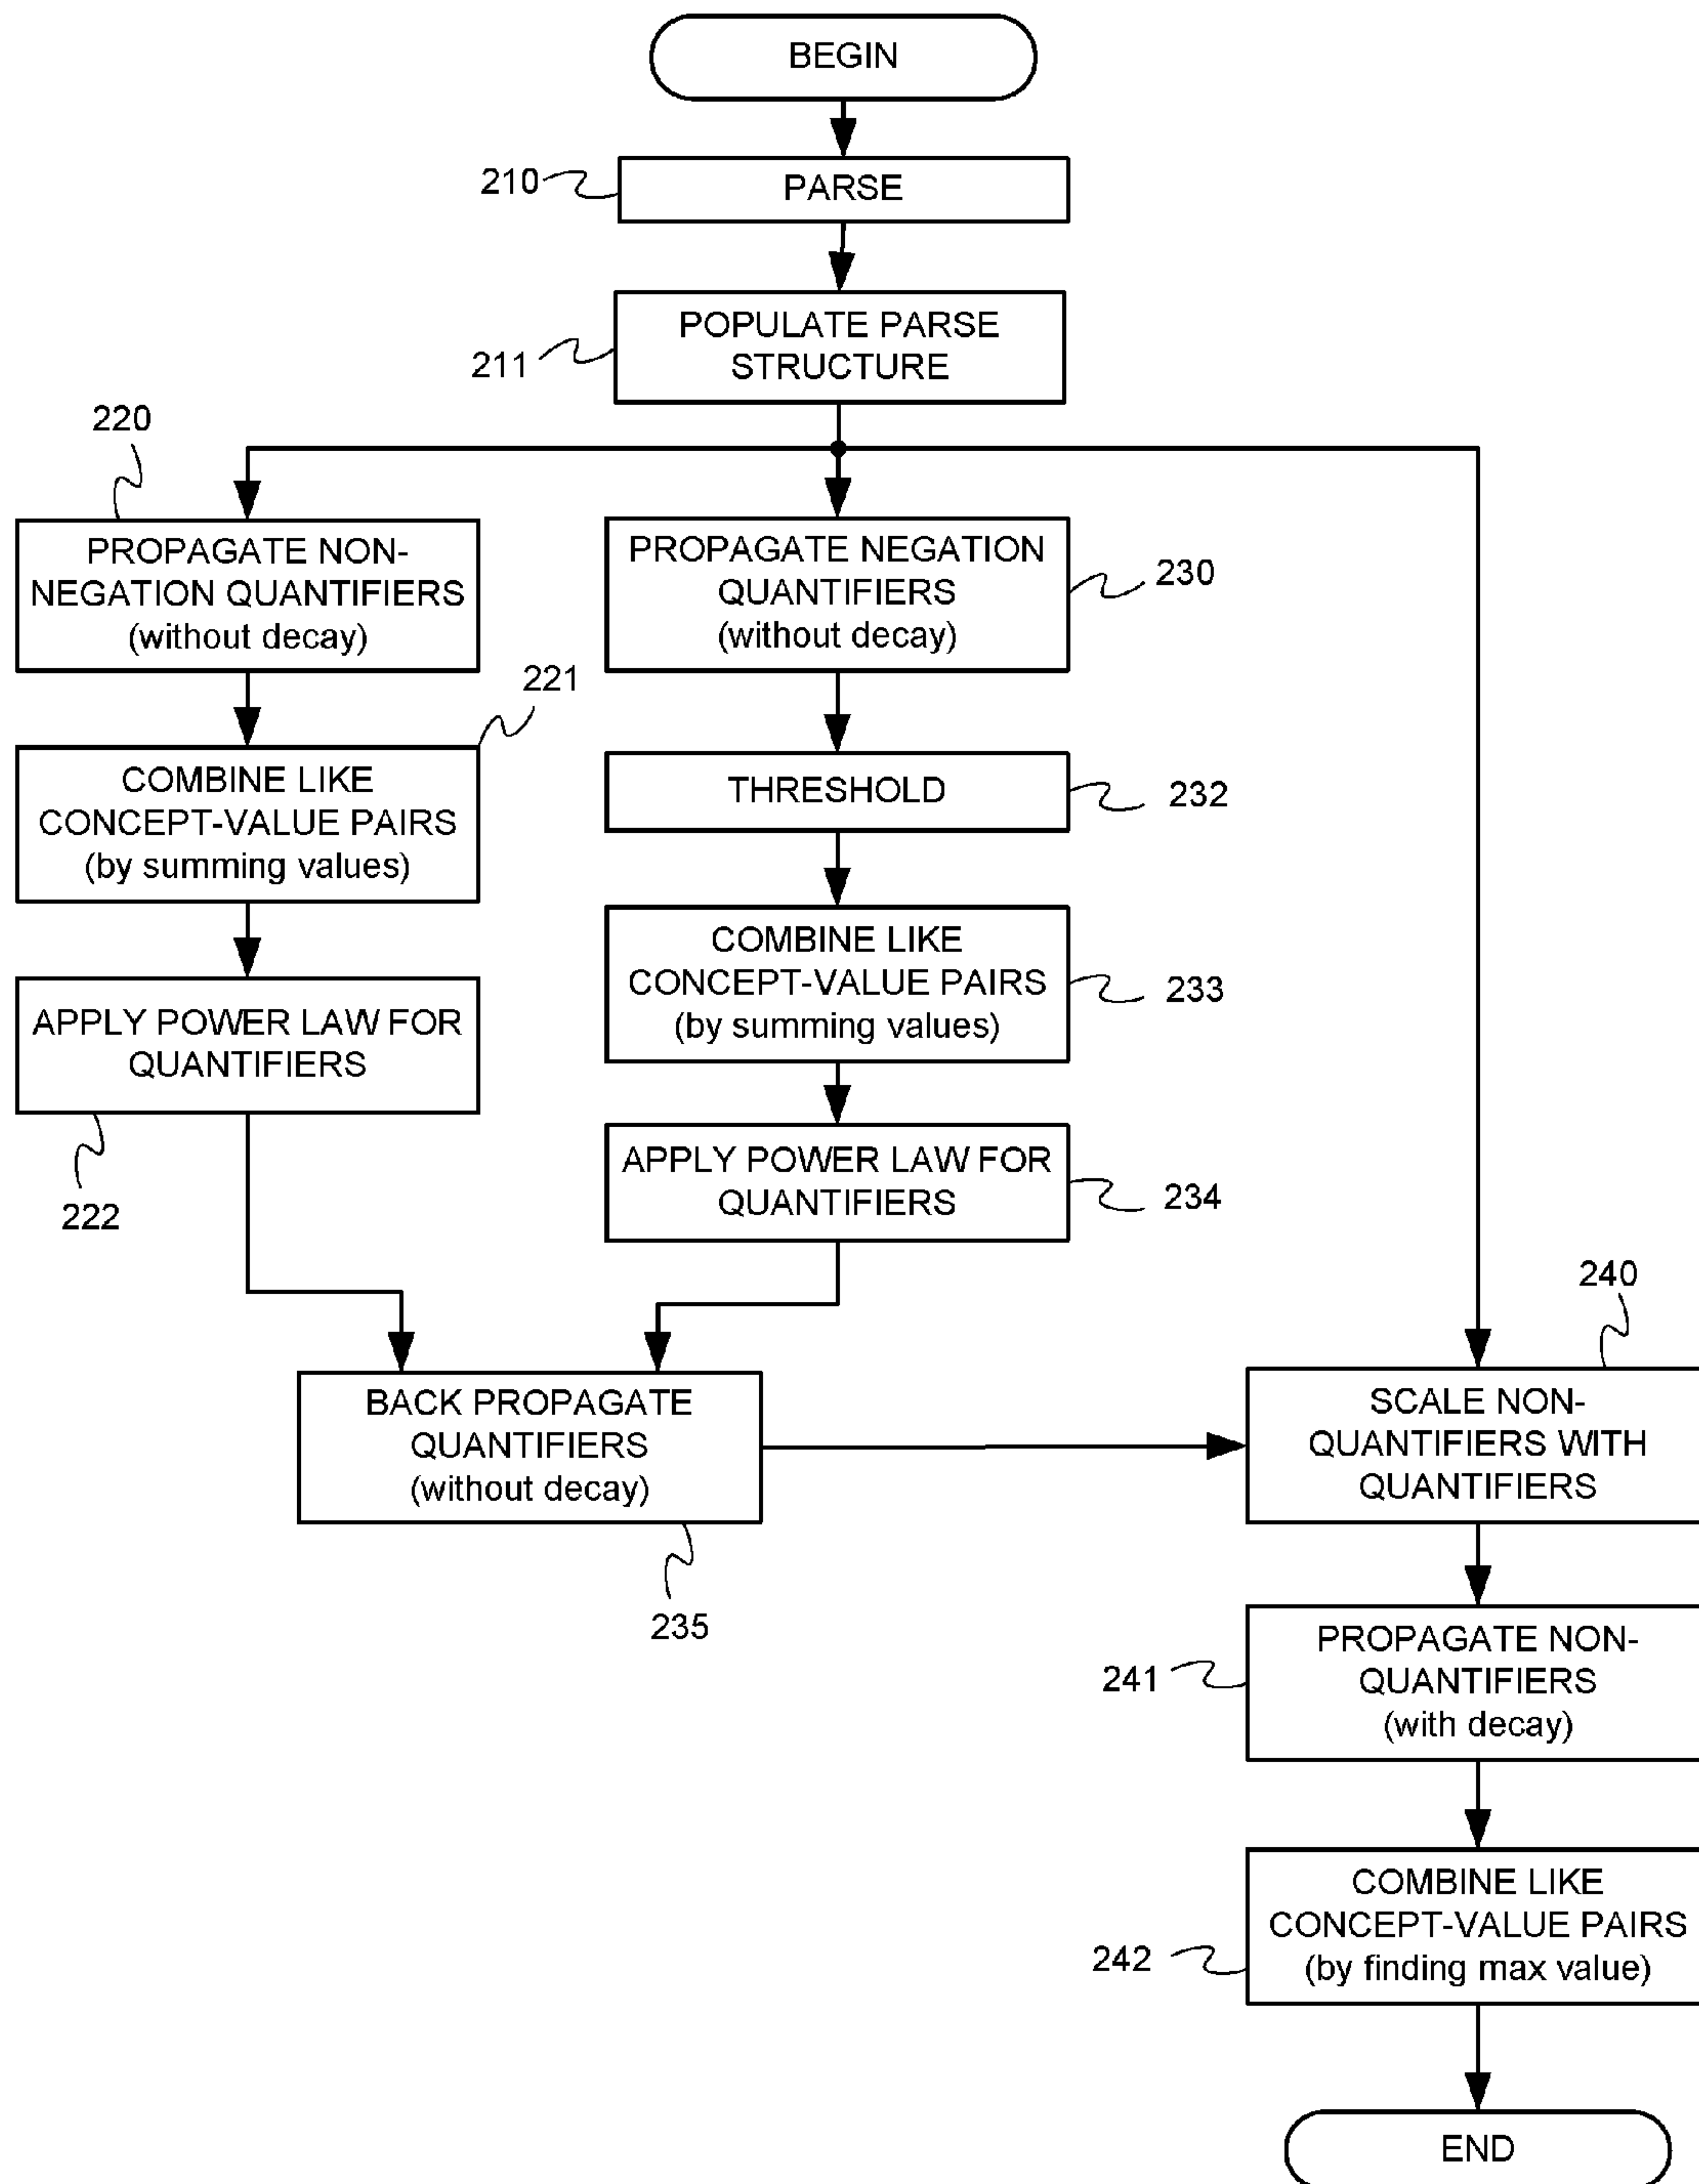 BEGIN
210
PARSE
211
POPULATE PARSE
STRUCTURE
220
PROPAGATE NON-
NEGATION QUANTIFIERS
(without decay)
PROPAGATE NEGATION
QUANTIFIERS
(without decay)
230
221
COMBINE LIKE
CONCEPT-VALUE PAIRS
(by summing values)
THRESHOLD
232
COMBINE LIKE
CONCEPT-VALUE PAIRS
(by summing values)
233
APPLY POWER LAW FOR
QUANTIFIERS
222
APPLY POWER LAW FOR
QUANTIFIERS
234
BACK PROPAGATE
QUANTIFIERS
(without decay)
235
240
SCALE NON-
QUANTIFIERS WITH
QUANTIFIERS
241
PROPAGATE NON-
QUANTIFIERS
(with decay)
242
COMBINE LIKE
CONCEPT-VALUE PAIRS
(by finding max value)
END